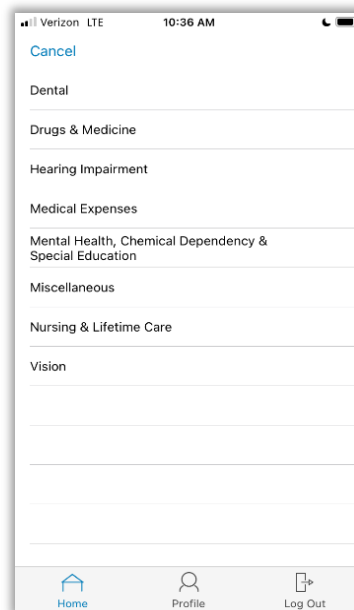 Verizon LTE 10:36 AM
Cancel
Dental
Drugs & Medicine
Hearing Impairment
Medical Expenses
Mental Health, Chemical Dependency &
Special Education
Miscellaneous
Nursing & Lifetime Care
Vision
Home Profile Log Out